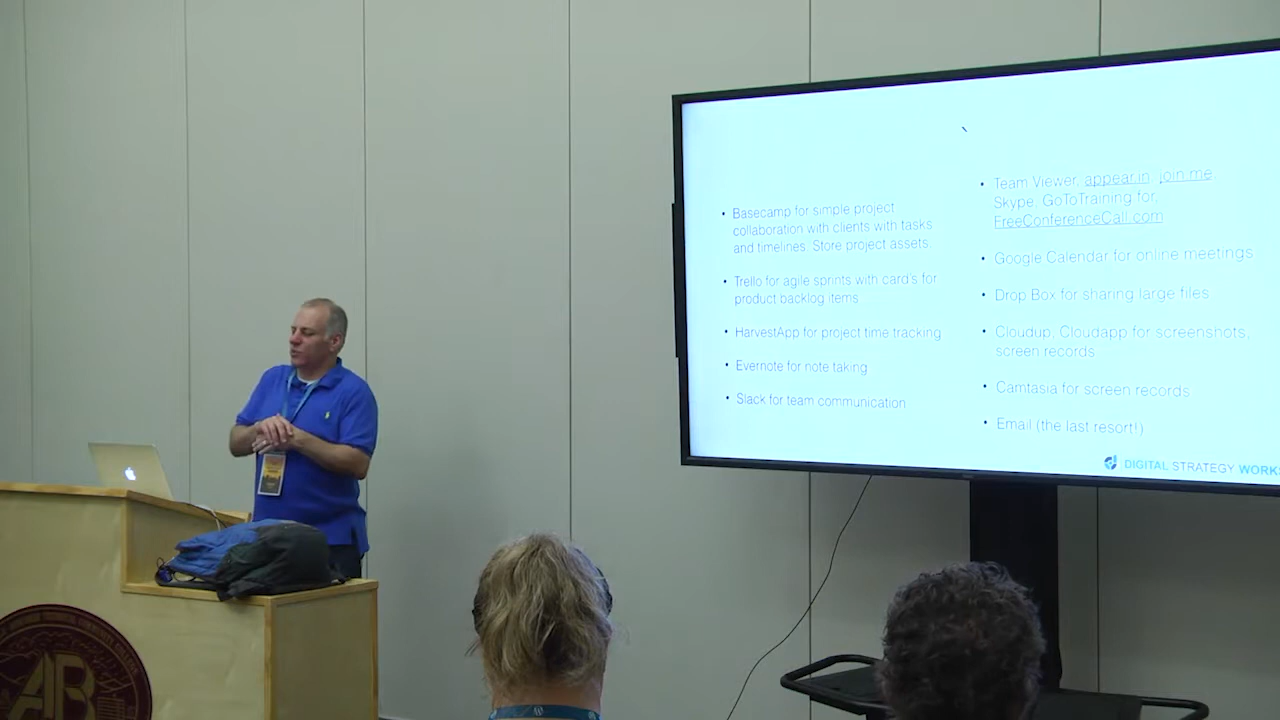 • Basecamp for simple project
collaboration with clients with tasks
and timelines. Store project assets.
• Trello for agile sprints with card's for
product backlog items
• HarvestApp for project time tracking
• Evernote for note taking
• Slack for team communication
• Team Viewer, appear.in, join.me,
Skype, GoToTraining for,
FreeConferenceCall.com
• Google Calendar for online meetings
• Drop Box for sharing large files
• Cloudup, Cloudapp for screenshots,
screen records
• Camtasia for screen records
• Email (the last resort!)
DIGITAL STRATEGY WORKS